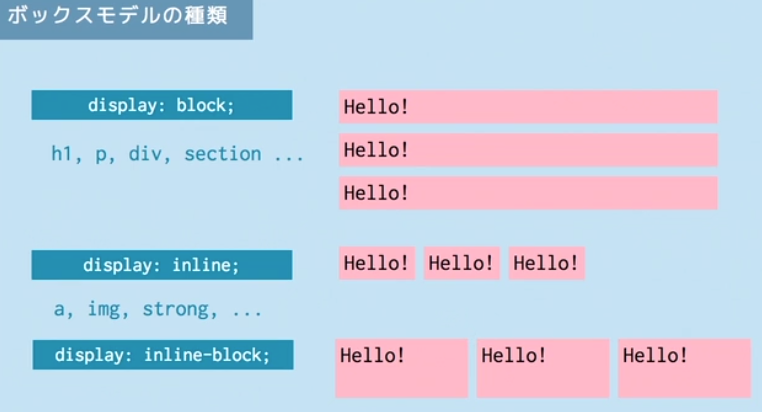 ボックスモデルの種類
display: block;
Hello!
h1, p, div, section ...
Hello!
Hello!
display: inline;
Hello! Hello! Hello!
a, img, strong, ...
display: inline-block;
Hello! Hello! Hello!